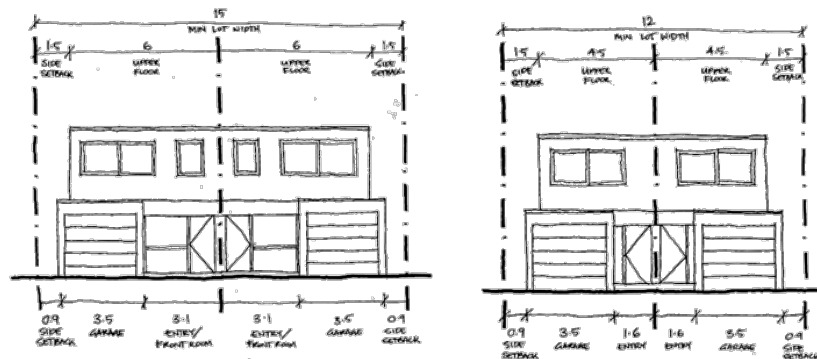 15
MIN LOT WIDTH
1·5 6 6 1·5
SIDE SETBACK UPPER FLOOR UPPER FLOOR SIDE SETBACK
0·9 3·5 3·1 3·1 3·5 0·9
SIDE SETBACK GARAGE ENTRY/ FRONT ROOM ENTRY/ FRONT ROOM GARAGE SIDE SETBACK
12
MIN LOT WIDTH
1·5 4·5 4·5 1·5
SIDE SETBACK UPPER FLOOR UPPER FLOOR SIDE SETBACK
0·9 3·5 1·6 1·6 3·5 0·9
SIDE SETBACK GARAGE ENTRY ENTRY GARAGE SIDE SETBACK